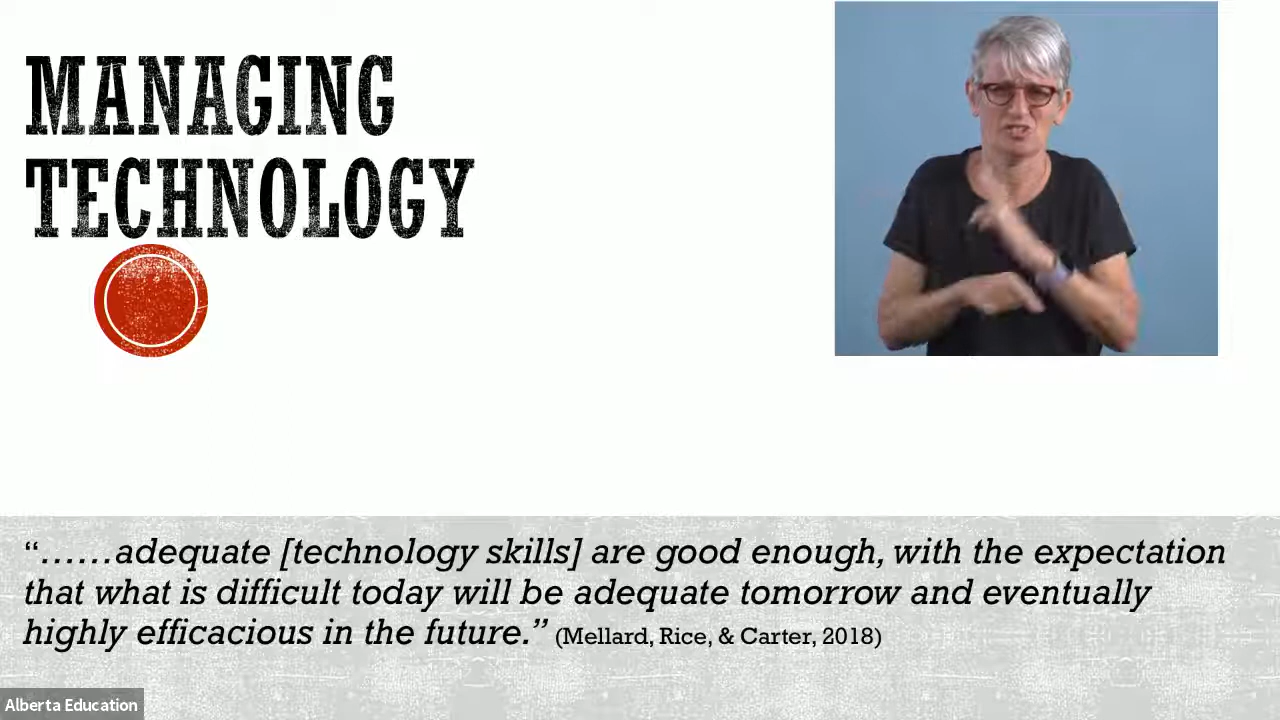 MANAGING
TECHNOLOGY
“……adequate [technology skills] are good enough, with the expectation
that what is difficult today will be adequate tomorrow and eventually
highly efficacious in the future.” (Mellard, Rice, & Carter, 2018)
Alberta Education